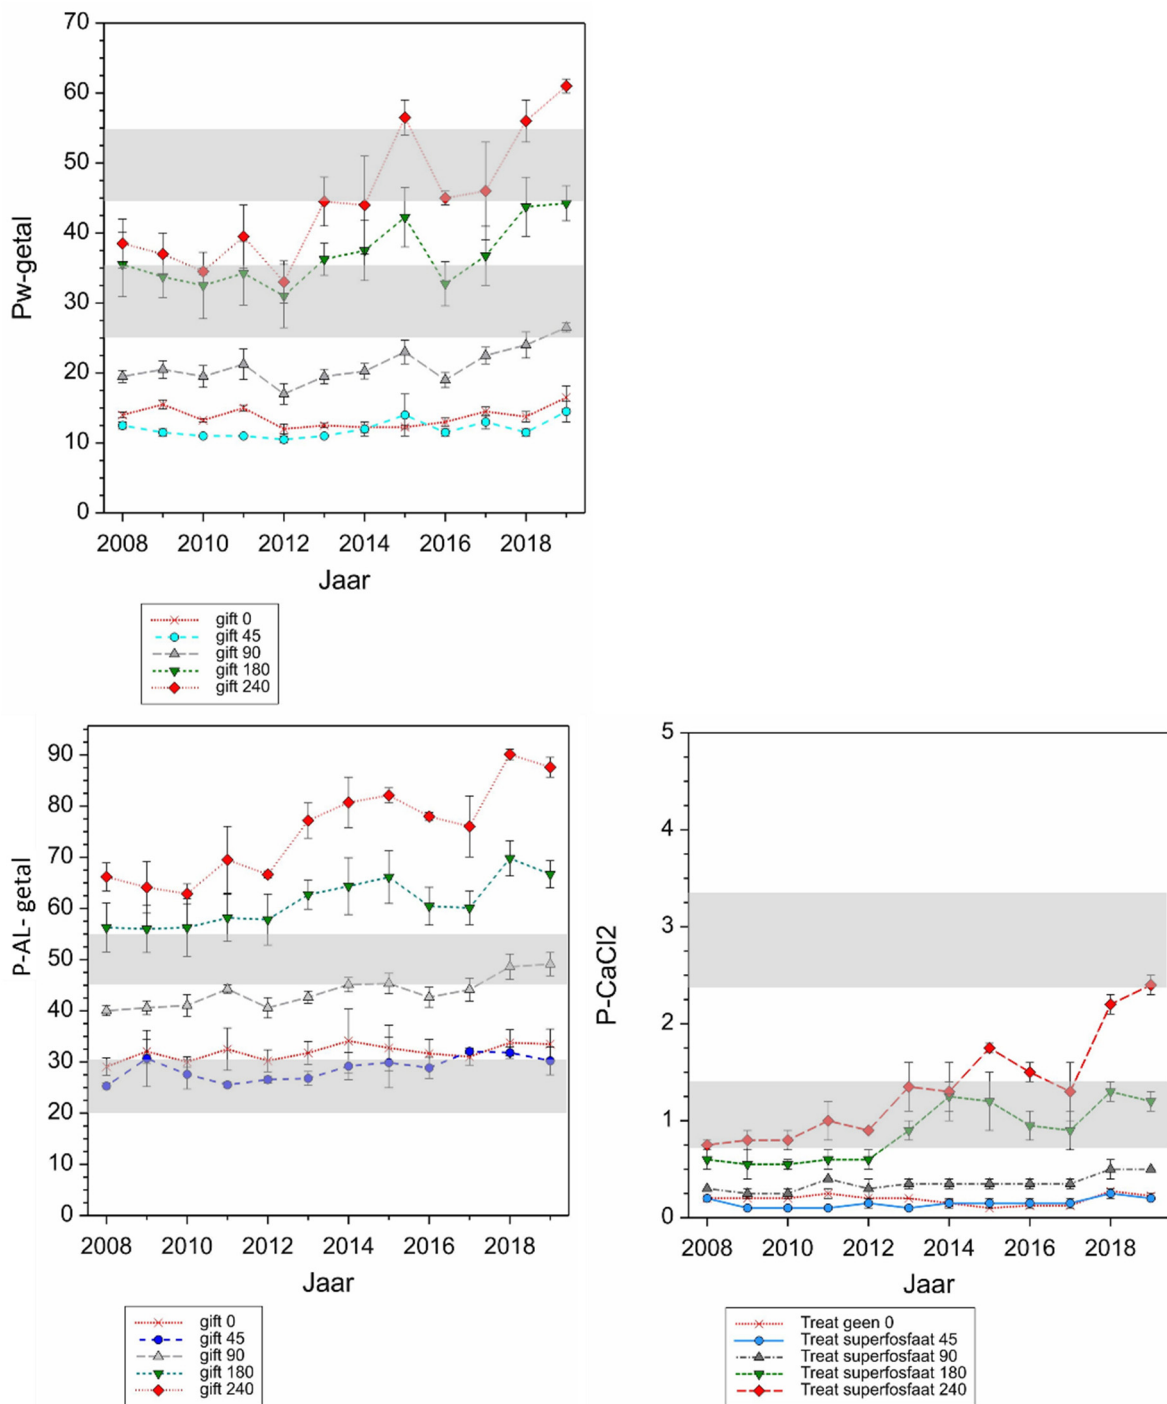 70
60
50
40
30
20
10
0
Pw-getal
2008 2010 2012 2014 2016 2018
Jaar
gift 0
gift 45
gift 90
gift 180
gift 240
90
80
70
60
50
40
30
20
10
0
P-AL- getal
2008 2010 2012 2014 2016 2018
Jaar
gift 0
gift 45
gift 90
gift 180
gift 240
5
4
3
2
1
0
P-CaCl2
2008 2010 2012 2014 2016 2018
Jaar
Treat geen 0
Treat superfosfaat 45
Treat superfosfaat 90
Treat superfosfaat 180
Treat superfosfaat 240